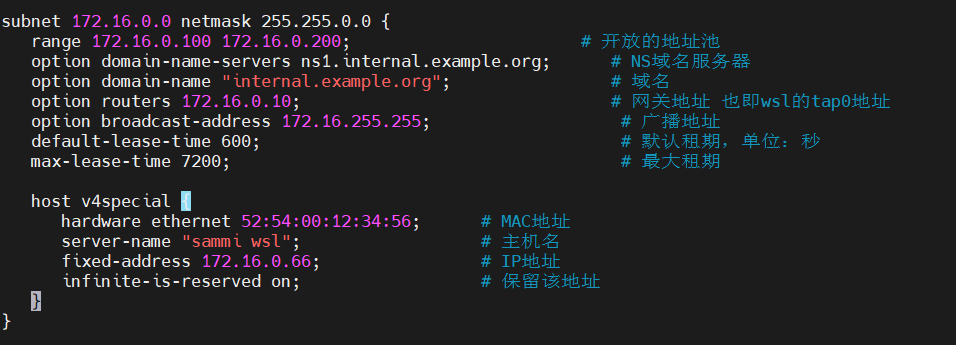 subnet 172.16.0.0 netmask 255.255.0.0 {
range 172.16.0.100 172.16.0.200; # 开放的地址池
option domain-name-servers ns1.internal.example.org; # NS域名服务器
option domain-name "internal.example.org"; # 域名
option routers 172.16.0.10; # 网关地址 也即wsl的tap0地址
option broadcast-address 172.16.255.255; # 广播地址
default-lease-time 600; # 默认租期，单位：秒
max-lease-time 7200; # 最大租期
host v4special {
hardware ethernet 52:54:00:12:34:56; # MAC地址
server-name "sammi wsl"; # 主机名
fixed-address 172.16.0.66; # IP地址
infinite-is-reserved on; # 保留该地址
}
}